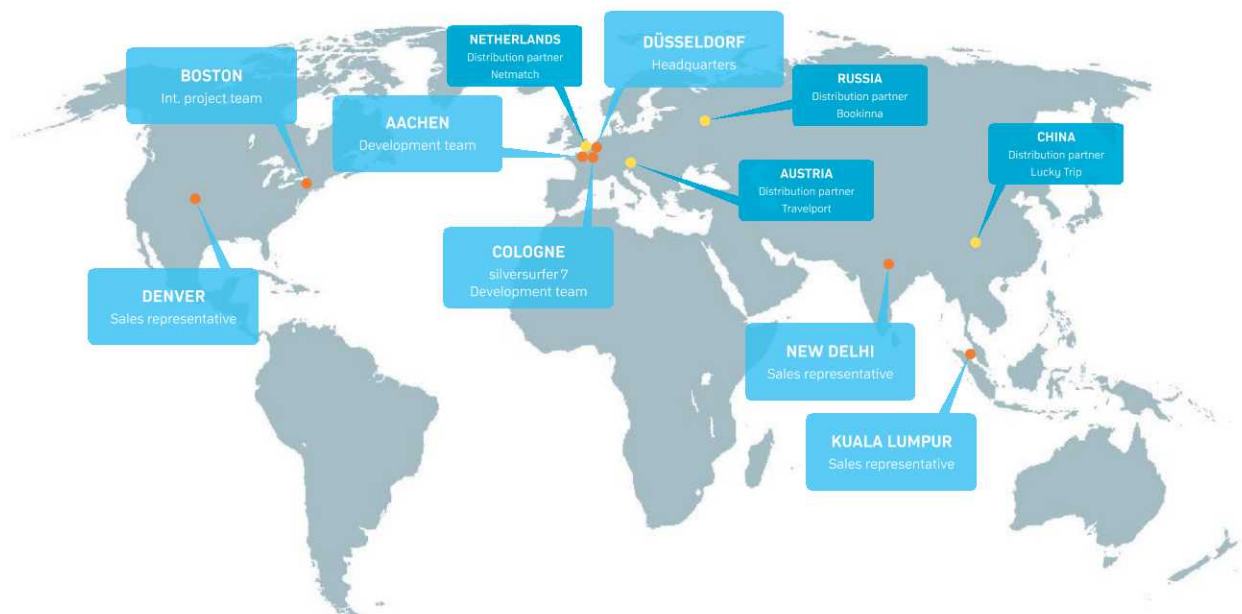 NETHERLANDS
Distribution partner
Netmatch
DÜSSELDORF
Headquarters
BOSTON
Int. project team
RUSSIA
Distribution partner
Bookinna
AACHEN
Development team
CHINA
Distribution partner
Lucky Trip
AUSTRIA
Distribution partner
Travelport
COLOGNE
silversurfer 7
Development team
DENVER
Sales representative
NEW DELHI
Sales representative
KUALA LUMPUR
Sales representative